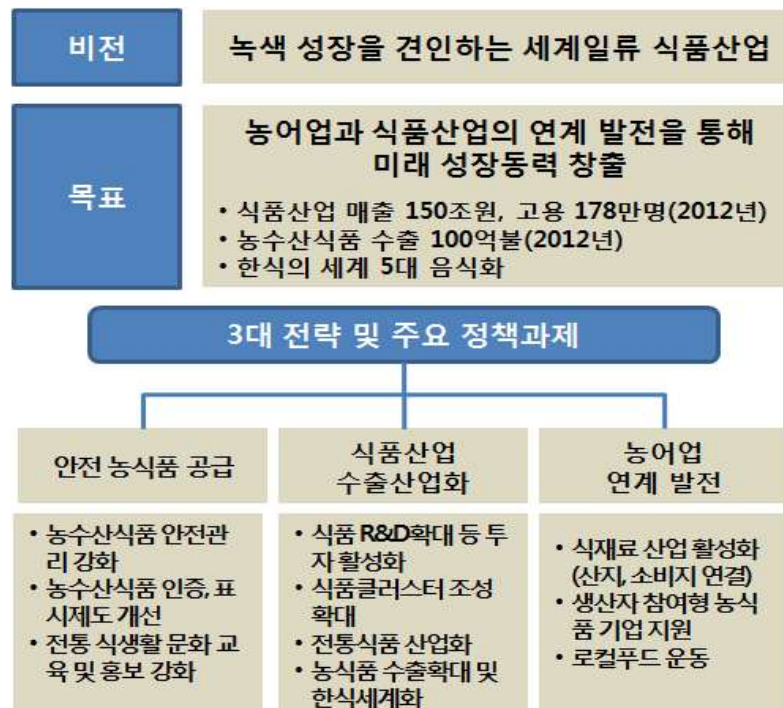 비전
녹색 성장을 견인하는 세계일류 식품산업
목표
농어업과 식품산업의 연계 발전을 통해
미래 성장동력 창출
• 식품산업 매출 150조원, 고용 178만명(2012년)
• 농수산식품 수출 100억불(2012년)
• 한식의 세계 5대 음식화
3대 전략 및 주요 정책과제
안전 농식품 공급
• 농수산식품 안전관
리 강화
• 농수산식품 인증, 표
시제도 개선
• 전통 식생활 문화 교
육 및 홍보 강화
식품산업
수출산업화
• 식품 R&D확대 등 투
자 활성화
• 식품클러스터 조성
확대
• 전통식품 산업화
• 농식품 수출확대 및
한식세계화
농어업
연계 발전
• 식재료 산업 활성화
(산지, 소비지 연결)
• 생산자 참여형 농식
품 기업 지원
• 로컬푸드 운동